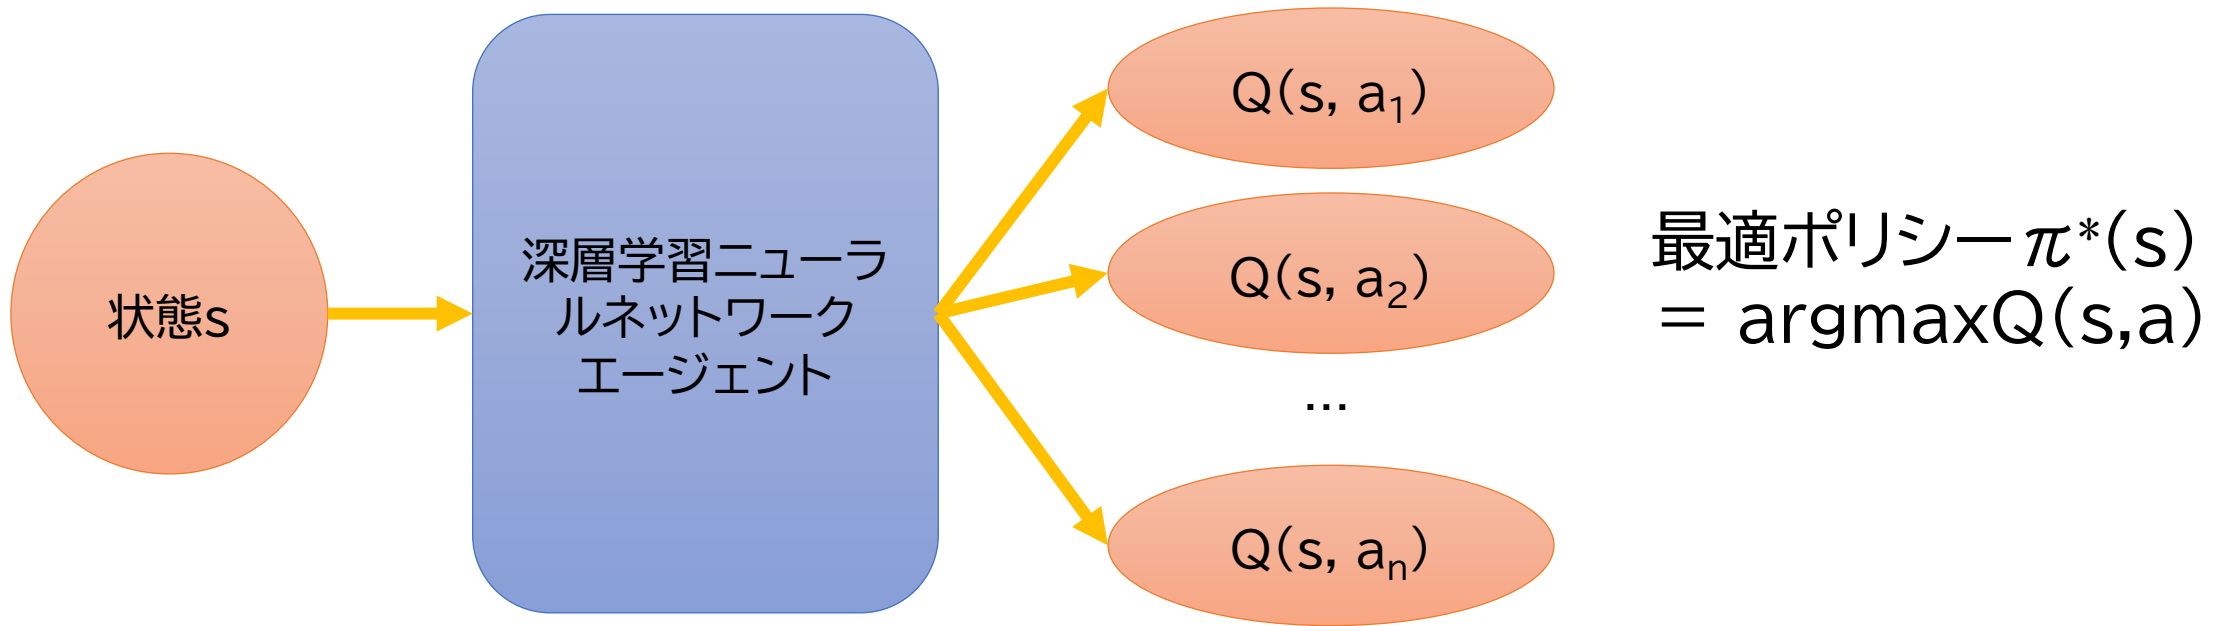 状態s
深層学習ニューラ
ルネットワーク
エージェント
Q(s, a₁)
Q(s, a₂)
…
Q(s, aₙ)
最適ポリシーπ*(s)
= argmaxQ(s,a)